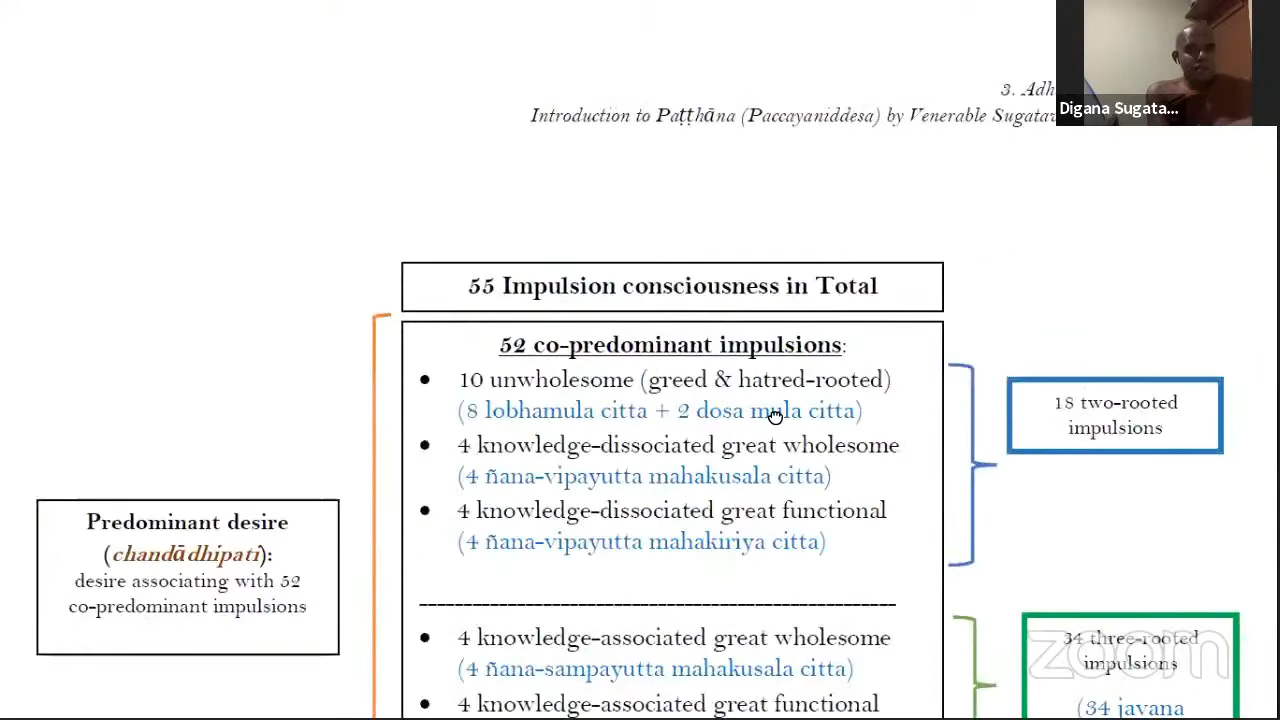 3. Adh
Introduction to Paṭṭhāna (Paccayaniddesa) by Venerable Sugata
Digana Sugata...
55 Impulsion consciousness in Total
52 co-predominant impulsions:
• 10 unwholesome (greed & hatred-rooted)
(8 lobhamula citta + 2 dosa mula citta)
• 4 knowledge-dissociated great wholesome
(4 ñana-vipayutta mahakusala citta)
• 4 knowledge-dissociated great functional
(4 ñana-vipayutta mahakiriya citta)
18 two-rooted
impulsions
Predominant desire
(chandādhipati):
desire associating with 52
co-predominant impulsions
• 4 knowledge-associated great wholesome
(4 ñana-sampayutta mahakusala citta)
• 4 knowledge-associated great functional
34 three-rooted
impulsions
(34 javana
zoom